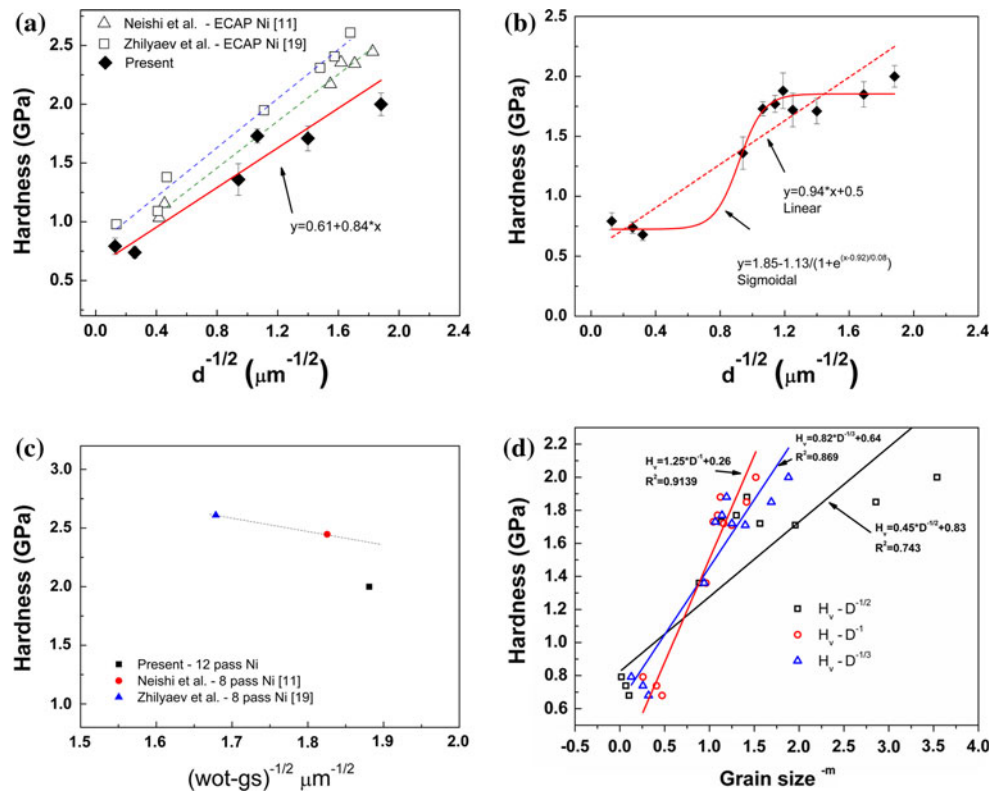 (a)
△ Neishi et al. - ECAP Ni [11]
□ Zhilyaev et al. - ECAP Ni [19]
◆ Present
y=0.61+0.84*x
Hardness (GPa)
2.5
2.0
1.5
1.0
0.5
0.0 0.4 0.8 1.2 1.6 2.0 2.4
d^-1/2 (μm^-1/2)
(b)
y=0.94*x+0.5
Linear
y=1.85-1.13/(1+e^(x-0.92)/0.08)
Sigmoidal
Hardness (GPa)
2.5
2.0
1.5
1.0
0.5
0.0
0.0 0.4 0.8 1.2 1.6 2.0 2.4
d^-1/2 (μm^-1/2)
(c)
■ Present - 12 pass Ni
● Neishi et al. - 8 pass Ni [11]
▲ Zhilyaev et al. - 8 pass Ni [19]
Hardness (GPa)
3.0
2.5
2.0
1.5
1.0
1.5 1.6 1.7 1.8 1.9 2.0
(wot-gs)^-1/2 μm^-1/2
(d)
Hv=1.25*D^-1+0.26
R^2=0.9139
Hv=0.82*D^-1/3+0.64
R^2=0.869
Hv=0.45*D^-1/2+0.83
R^2=0.743
□ Hv - D^-1/2
○ Hv - D^-1
△ Hv - D^-1/3
Hardness (GPa)
2.2
2.0
1.8
1.6
1.4
1.2
1.0
0.8
0.6
-0.5 0.0 0.5 1.0 1.5 2.0 2.5 3.0 3.5 4.0
Grain size ^-m